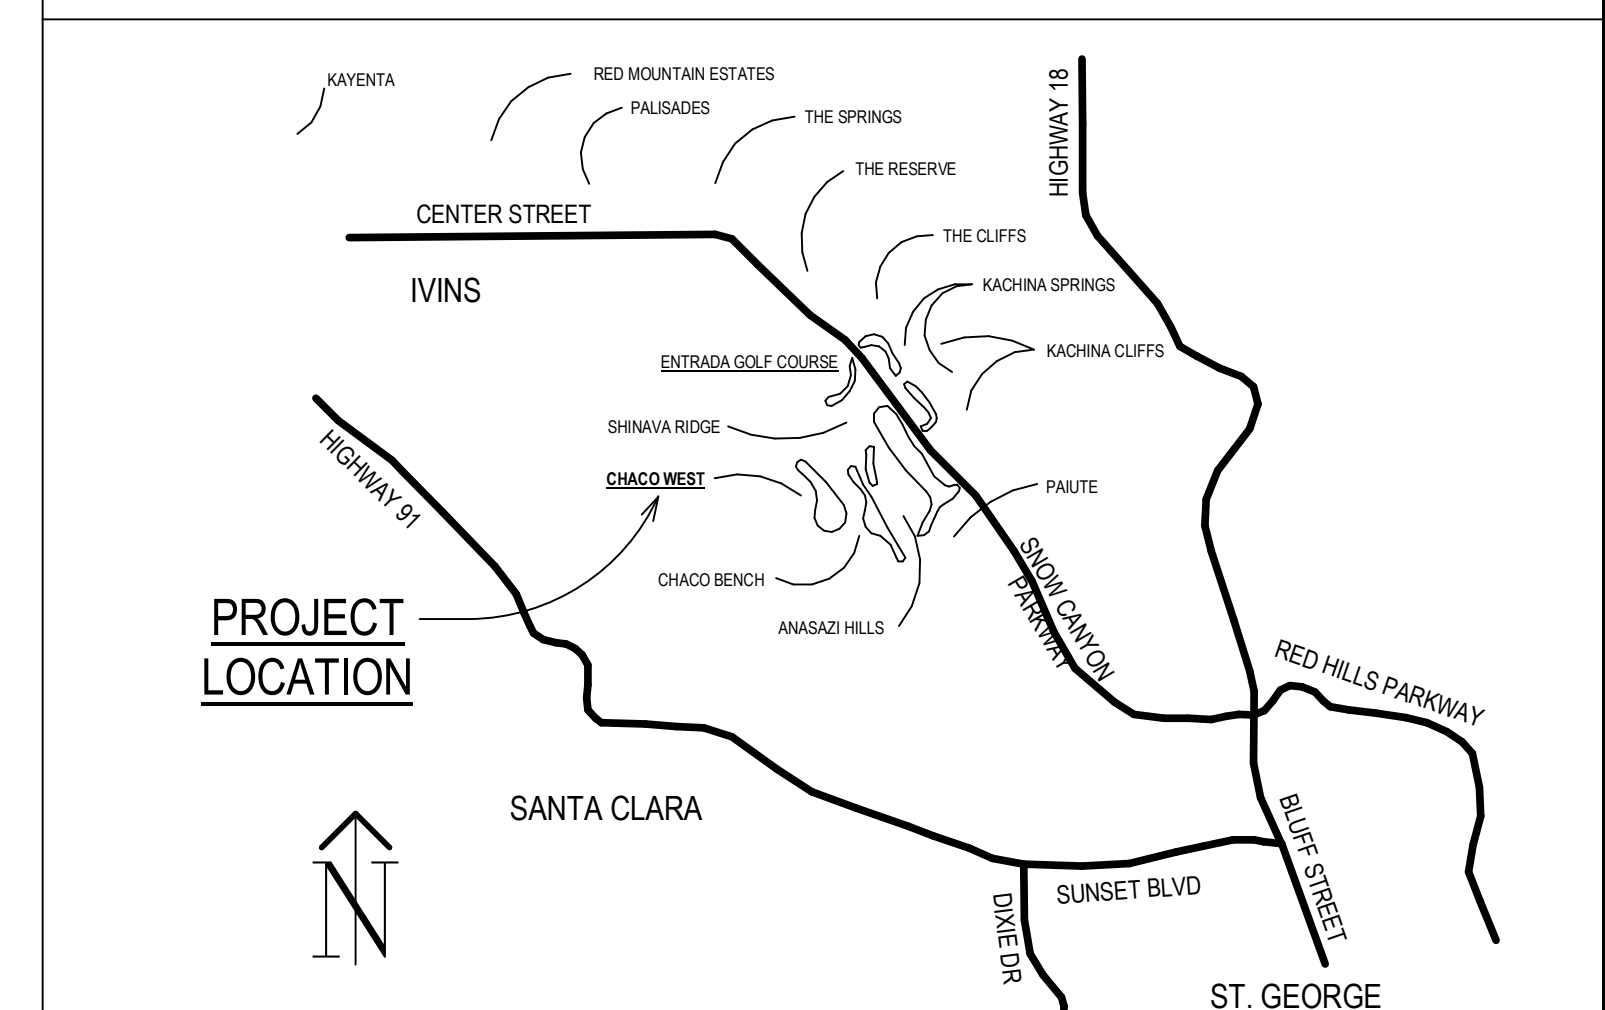 KAYENTA
RED MOUNTAIN ESTATES
PALISADES
THE SPRINGS
THE RESERVE
HIGHWAY 18
CENTER STREET
THE CLIFFS
IVINS
KACHINA SPRINGS
KACHINA CLIFFS
ENTRADA GOLF COURSE
SHINAVA RIDGE
HIGHWAY 91
CHACO WEST
PAIUTE
CHACO BENCH
ANASAZI HILLS
SNOW CANYON
PARKWAY
PROJECT
LOCATION
RED HILLS PARKWAY
SANTA CLARA
BLUFF STREET
SUNSET BLVD
DIXIE DR
N
ST. GEORGE